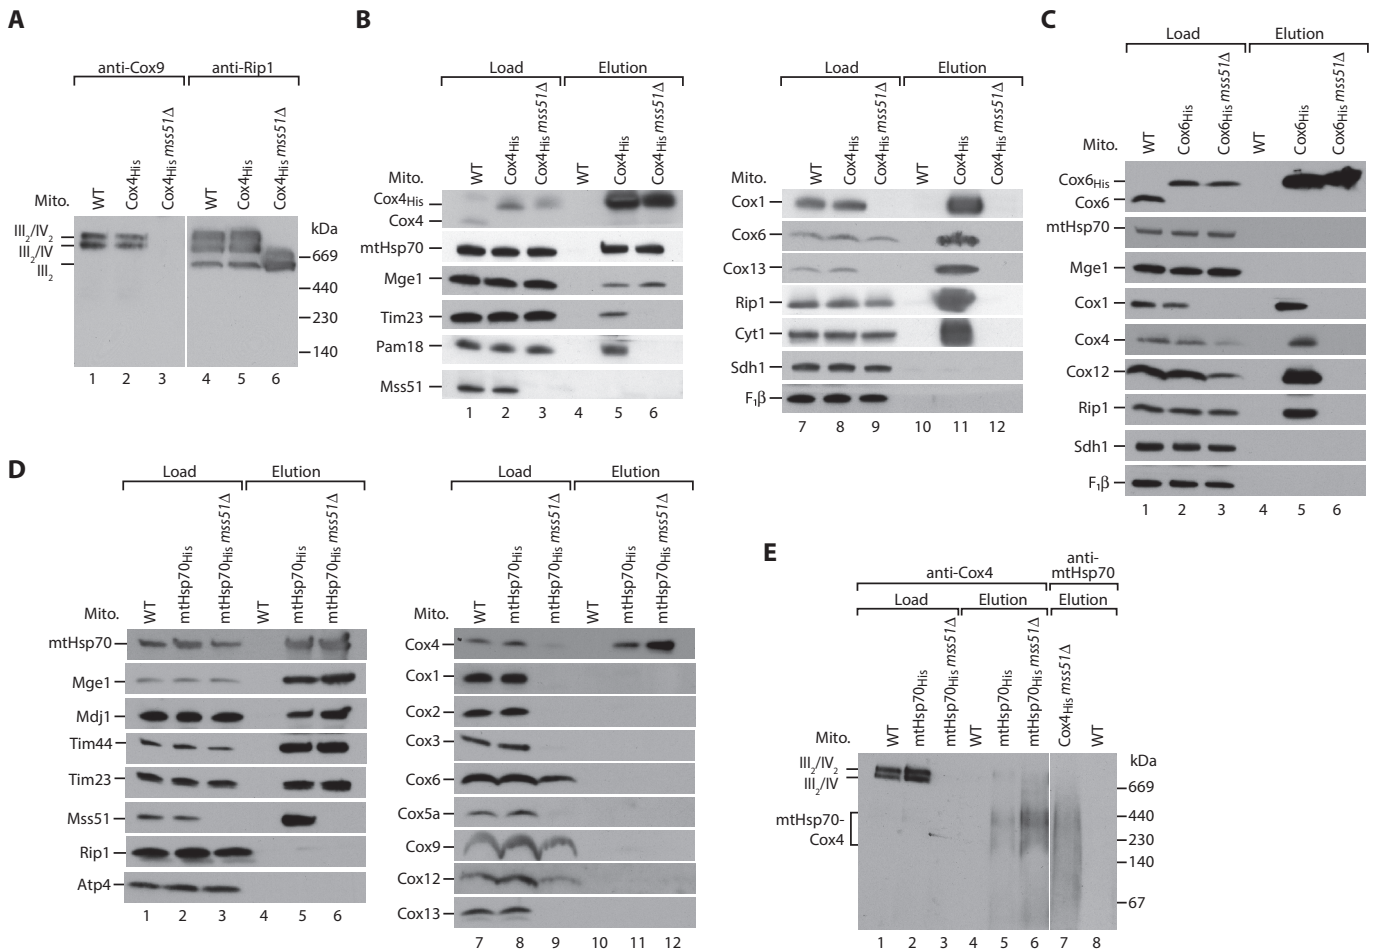 A
anti-Cox9 anti-Rip1
Mito. WT Cox4His Cox4His mss51Δ WT Cox4His Cox4His mss51Δ
III2/IV2
III2/IV
III2
kDa
669
440
230
140
1 2 3 4 5 6
B
Load Elution
Mito. WT Cox4His Cox4His mss51Δ WT Cox4His Cox4His mss51Δ
Cox4His
Cox4
mtHsp70
Mge1
Tim23
Pam18
Mss51
1 2 3 4 5 6
Load Elution
Mito. WT Cox4His Cox4His mss51Δ WT Cox4His Cox4His mss51Δ
Cox1
Cox6
Cox13
Rip1
Cyt1
Sdh1
F1β
7 8 9 10 11 12
C
Load Elution
Mito. WT Cox6His Cox6His mss51Δ WT Cox6His Cox6His mss51Δ
Cox6His
Cox6
mtHsp70
Mge1
Cox1
Cox4
Cox12
Rip1
Sdh1
F1β
1 2 3 4 5 6
D
Load Elution
Mito. WT mtHsp70His mtHsp70His mss51Δ WT mtHsp70His mtHsp70His mss51Δ
mtHsp70
Mge1
Mdj1
Tim44
Tim23
Mss51
Rip1
Atp4
1 2 3 4 5 6
Load Elution
Mito. WT mtHsp70His mtHsp70His mss51Δ WT mtHsp70His mtHsp70His mss51Δ
Cox4
Cox1
Cox2
Cox3
Cox6
Cox5a
Cox9
Cox12
Cox13
7 8 9 10 11 12
E
anti-Cox4 anti-mtHsp70
Load Elution Elution
Mito. WT mtHsp70His mtHsp70His mss51Δ WT mtHsp70His mtHsp70His mss51Δ Cox4His mss51Δ WT
III2/IV2
III2/IV
mtHsp70-
Cox4
kDa
669
440
230
140
67
1 2 3 4 5 6 7 8